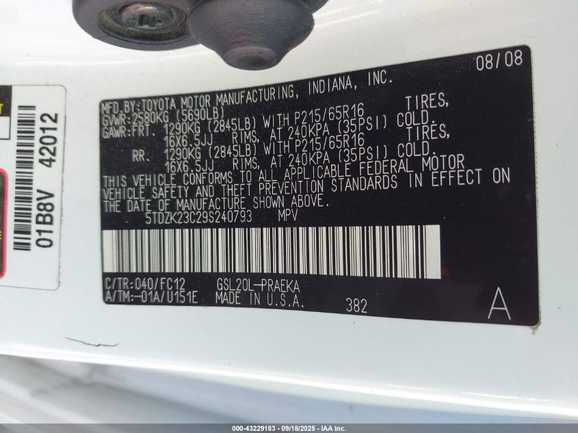 08/08
MFD.BY:TOYOTA MOTOR MANUFACTURING, INDIANA, INC.
GVWR:2580KG (5690LB)
GAWR:FRT. 1290KG (2845LB) WITH P215/65R16 TIRES,
16X6.5JJ RIMS, AT 240KPA (35PSI) COLD.
RR. 1290KG (2845LB) WITH P215/65R16 TIRES,
16X6.5JJ RIMS, AT 240KPA (35PSI) COLD.
THIS VEHICLE CONFORMS TO ALL APPLICABLE FEDERAL MOTOR
VEHICLE SAFETY AND THEFT PREVENTION STANDARDS IN EFFECT ON
THE DATE OF MANUFACTURE SHOWN ABOVE.
5TDZK23C29S240793 MPV
C/TR:040/FC12 GSL20L-PRAEKA
A/TM:-01A/U151E MADE IN U.S.A. 382
A
01B8V 42012
000-43229183 - 09/18/2025 - IAA Inc.